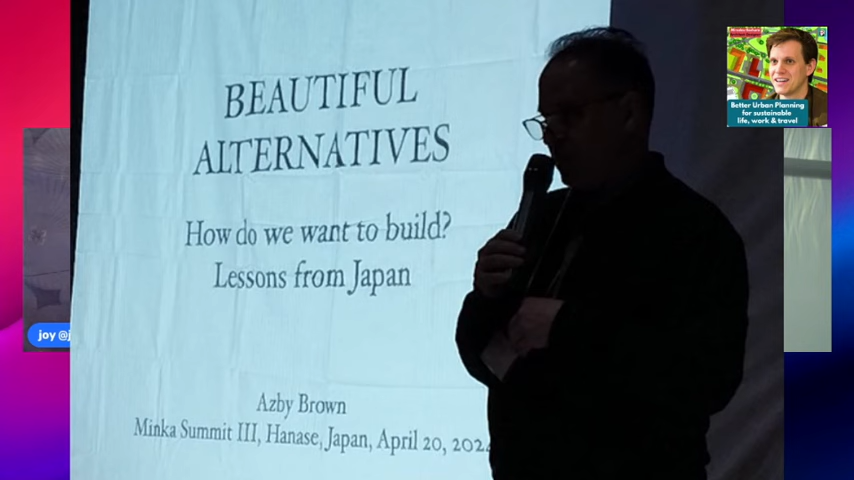 BEAUTIFUL
ALTERNATIVES
How do we want to build?
Lessons from Japan
Azby Brown
Minka Summit III, Hanase, Japan, April 20, 202
Better Urban Planning
for sustainable
life, work & travel
joy @j